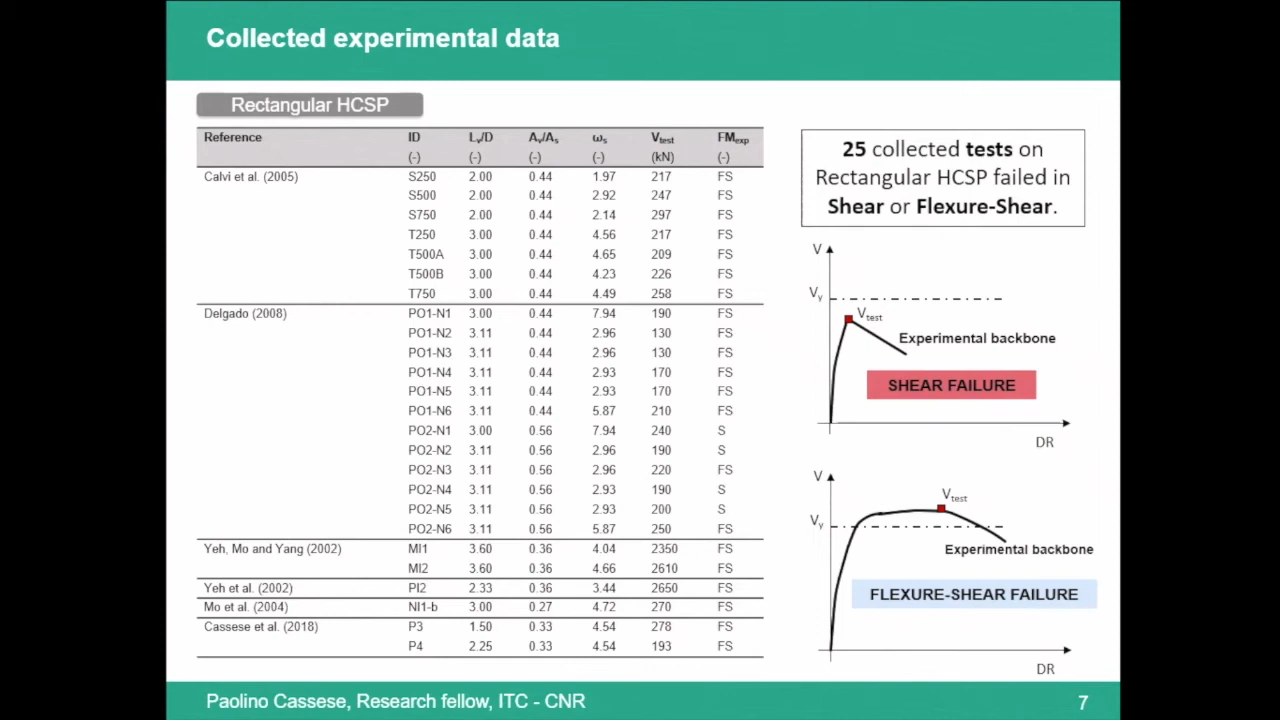 Collected experimental data
Rectangular HCSP
Reference ID Lv/D Av/As ωs Vtest FMexp
(-) (-) (-) (-) (kN) (-)
Calvi et al. (2005) S250 2.00 0.44 1.97 217 FS
S500 2.00 0.44 2.92 247 FS
S750 2.00 0.44 2.14 297 FS
T250 3.00 0.44 4.56 217 FS
T500A 3.00 0.44 4.65 209 FS
T500B 3.00 0.44 4.23 226 FS
T750 3.00 0.44 4.49 258 FS
Delgado (2008) PO1-N1 3.00 0.44 7.94 190 FS
PO1-N2 3.11 0.44 2.96 130 FS
PO1-N3 3.11 0.44 2.96 130 FS
PO1-N4 3.11 0.44 2.93 170 FS
PO1-N5 3.11 0.44 2.93 170 FS
PO1-N6 3.11 0.44 5.87 210 FS
PO2-N1 3.00 0.56 7.94 240 S
PO2-N2 3.11 0.56 2.96 190 S
PO2-N3 3.11 0.56 2.96 220 FS
PO2-N4 3.11 0.56 2.93 190 S
PO2-N5 3.11 0.56 2.93 200 S
PO2-N6 3.11 0.56 5.87 250 FS
Yeh, Mo and Yang (2002) MI1 3.60 0.36 4.04 2350 FS
MI2 3.60 0.36 4.66 2610 FS
Yeh et al. (2002) PI2 2.33 0.36 3.44 2650 FS
Mo et al. (2004) NI1-b 3.00 0.27 4.72 270 FS
Cassese et al. (2018) P3 1.50 0.33 4.54 278 FS
P4 2.25 0.33 4.54 193 FS
25 collected tests on
Rectangular HCSP failed in
Shear or Flexure-Shear.
V
Vy
Vtest
Experimental backbone
SHEAR FAILURE
DR
V
Vtest
Vy
Experimental backbone
FLEXURE-SHEAR FAILURE
DR
Paolino Cassese, Research fellow, ITC - CNR
7